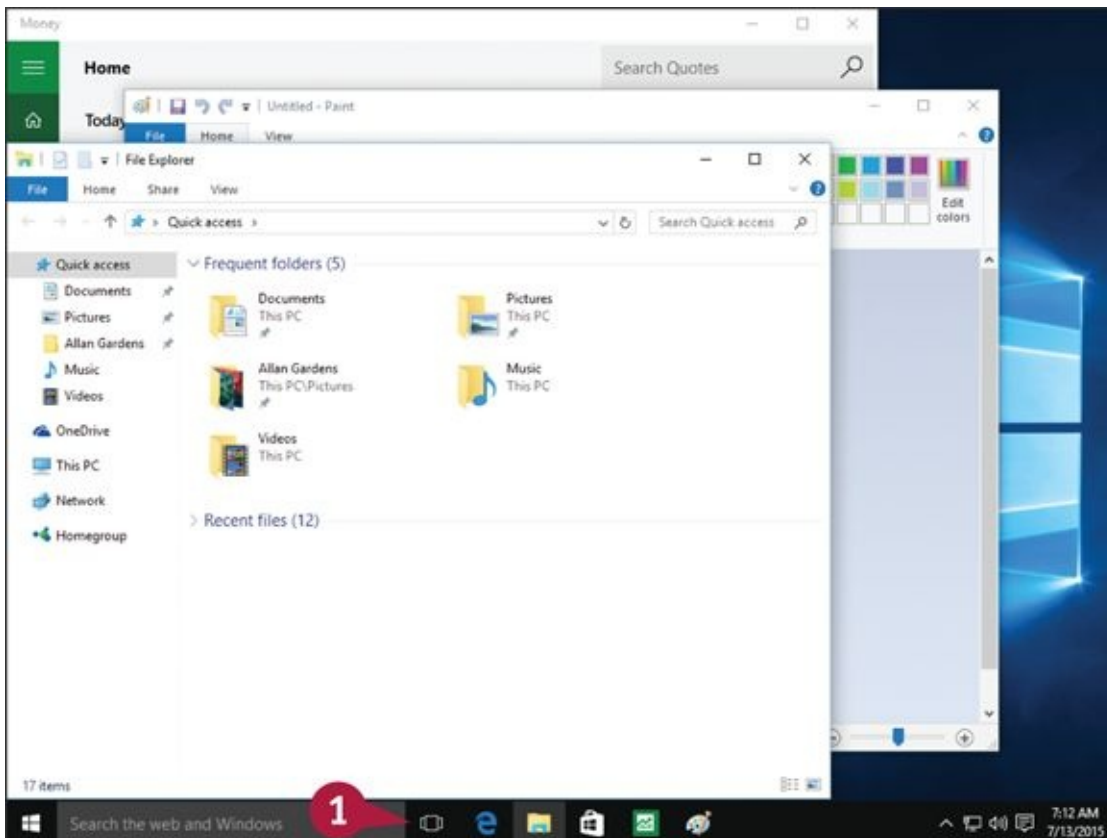 Money
Home
Search Quotes
Today
Untitled - Paint
File Home View
File Explorer
File Home Share View
Edit colors
Quick access
Search Quick access
Quick access
Documents
Pictures
Allan Gardens
Music
Videos
OneDrive
This PC
Network
Homegroup
Frequent folders (5)
Documents
This PC
Pictures
This PC
Allan Gardens
This PC\Pictures
Music
This PC
Videos
This PC
Recent files (12)
17 items
1
Search the web and Windows
7:12 AM
7/13/2015